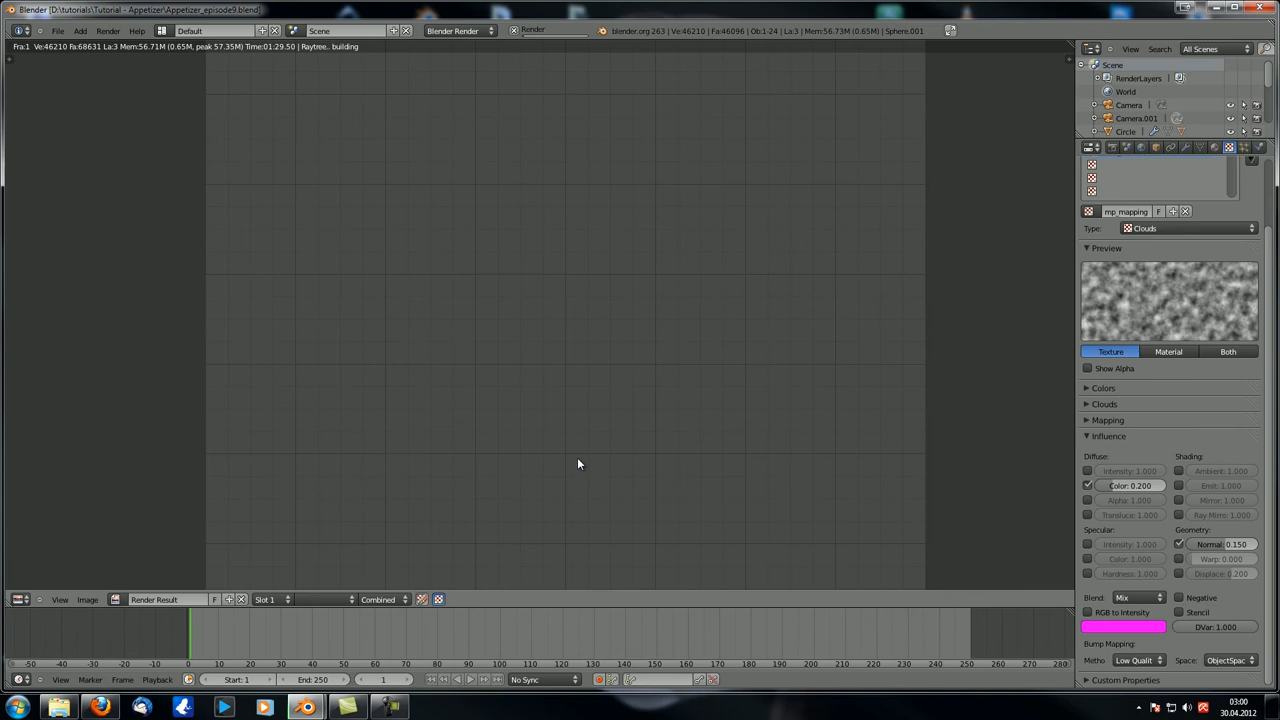 Blender [D:\tutorials\Tutorial - Appetizer\Appetizer_episode9.blend]
File Add Render Help Default Scene Blender Render Render blender.org 263 | Ve:46210 | Fa:46096 | Ob:1-24 | La:3 | Mem:56.73M (0.65M) | Sphere.001
Fra:1 Ve:46210 Fa:68631 La:3 Mem:56.71M (0.65M, peak 57.35M) Time:01:29.50 | Raytree.. building
View Search All Scenes
Scene
RenderLayers
World
Camera
Camera.001
Circle
mp_mapping F
Type: Clouds
Preview
Texture Material Both
Show Alpha
Colors
Clouds
Mapping
Influence
Diffuse: Shading:
Intensity: 1.000 Ambient: 1.000
Color: 0.200 Emit: 1.000
Alpha: 1.000 Mirror: 1.000
Transluce: 1.000 Ray Mirro: 1.000
Specular: Geometry:
Intensity: 1.000 Normal: 0.150
Color: 1.000 Warp: 0.000
Hardness: 1.000 Displace: 0.200
Blend: Mix Negative
RGB to Intensity Stencil
DVar: 1.000
Bump Mapping:
Metho Low Qualit Space: ObjectSpac
Custom Properties
View Image Render Result F Slot 1 Combined
-50 -40 -30 -20 -10 0 10 20 30 40 50 60 70 80 90 100 110 120 130 140 150 160 170 180 190 200 210 220 230 240 250 260 270 280
View Marker Frame Playback Start: 1 End: 250 1 No Sync
03:00
30.04.2012